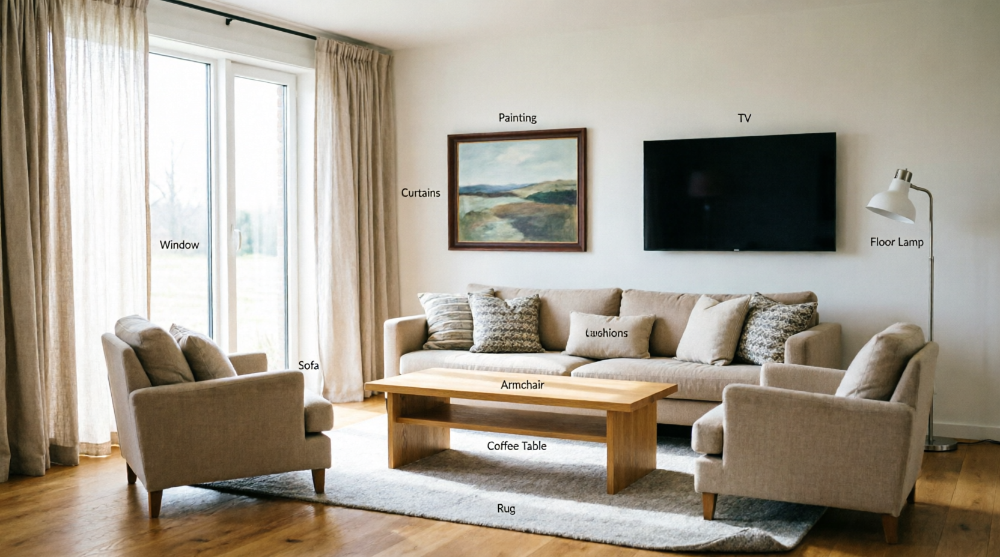 Painting
TV
Curtains
Floor Lamp
Window
Sofa
Armchair
Coffee Table
Rug